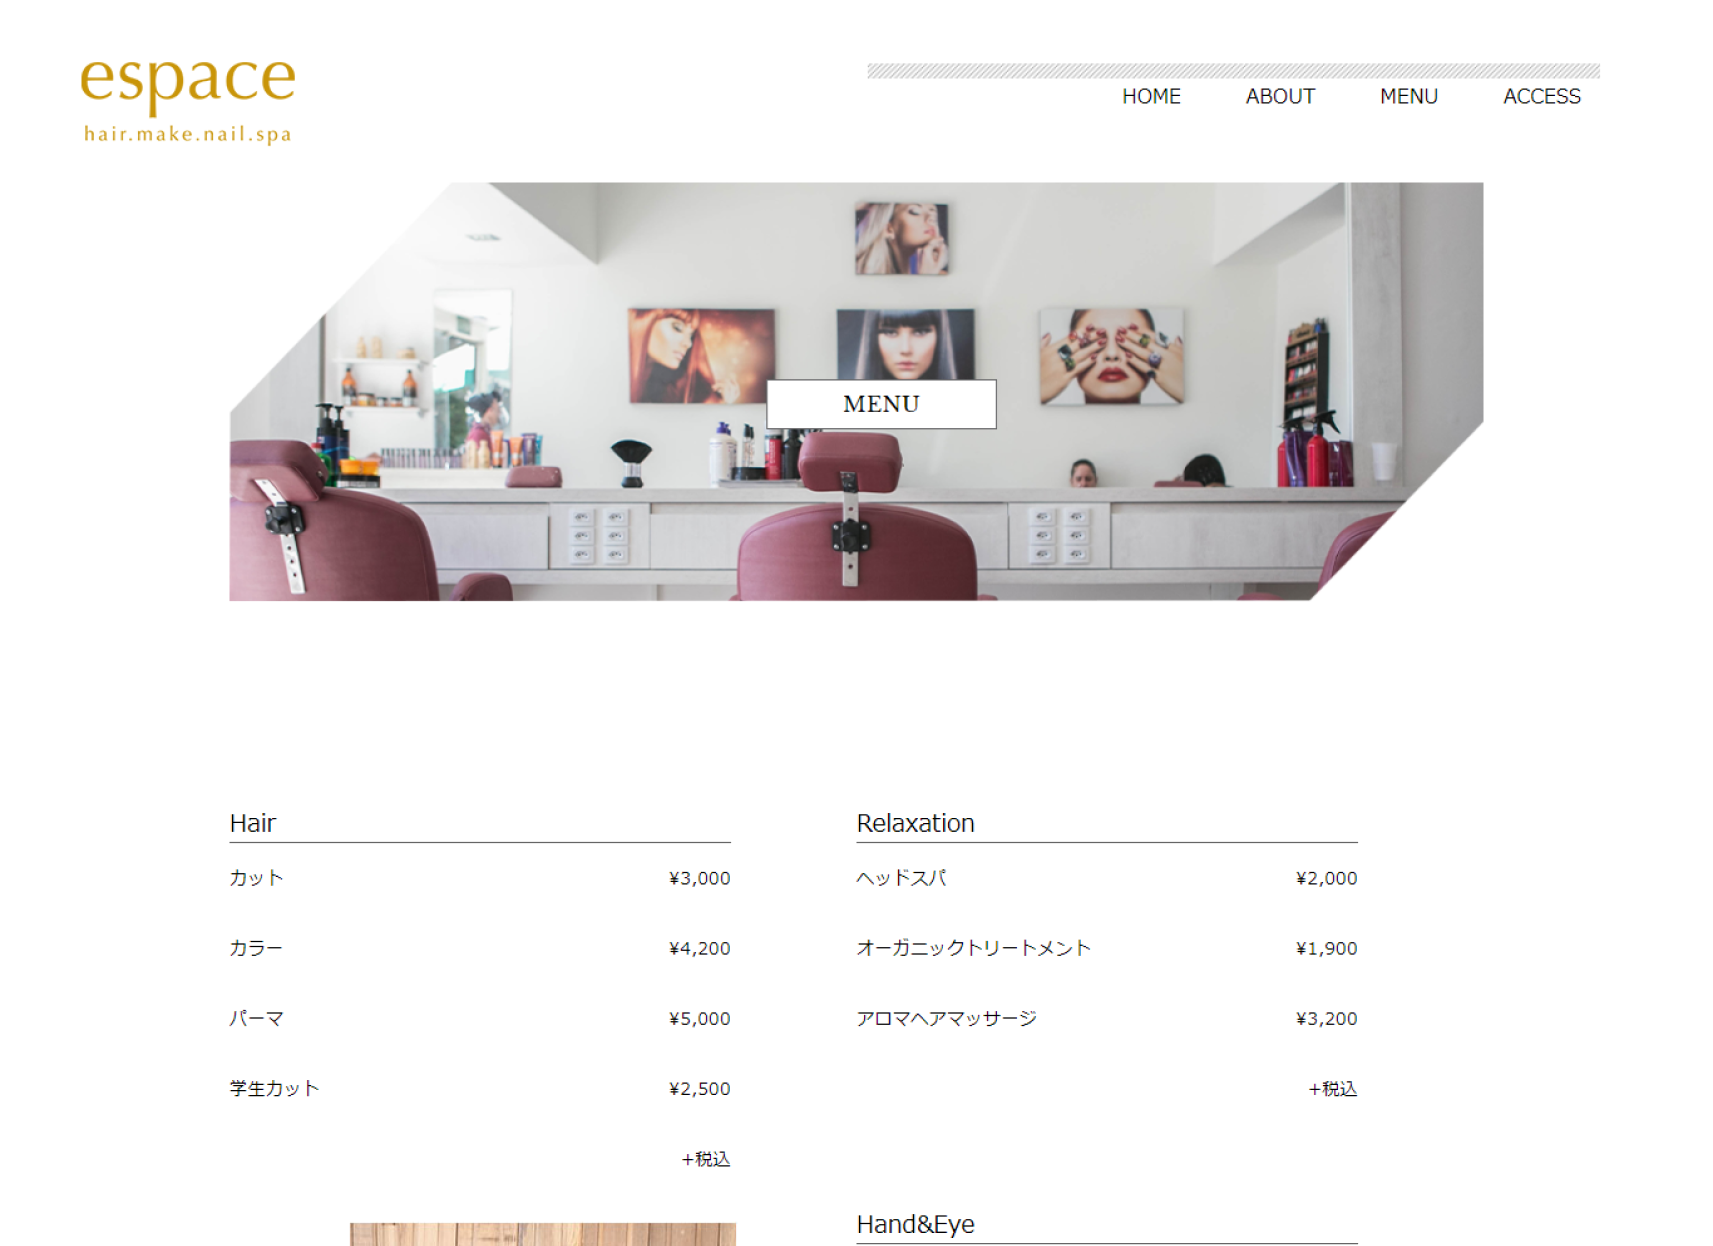 espace
hair.make.nail.spa
HOME
ABOUT
MENU
ACCESS
MENU
Hair
カット ¥3,000
カラー ¥4,200
パーマ ¥5,000
学生カット ¥2,500
+税込
Relaxation
ヘッドスパ ¥2,000
オーガニックトリートメント ¥1,900
アロマヘアマッサージ ¥3,200
+税込
Hand&Eye